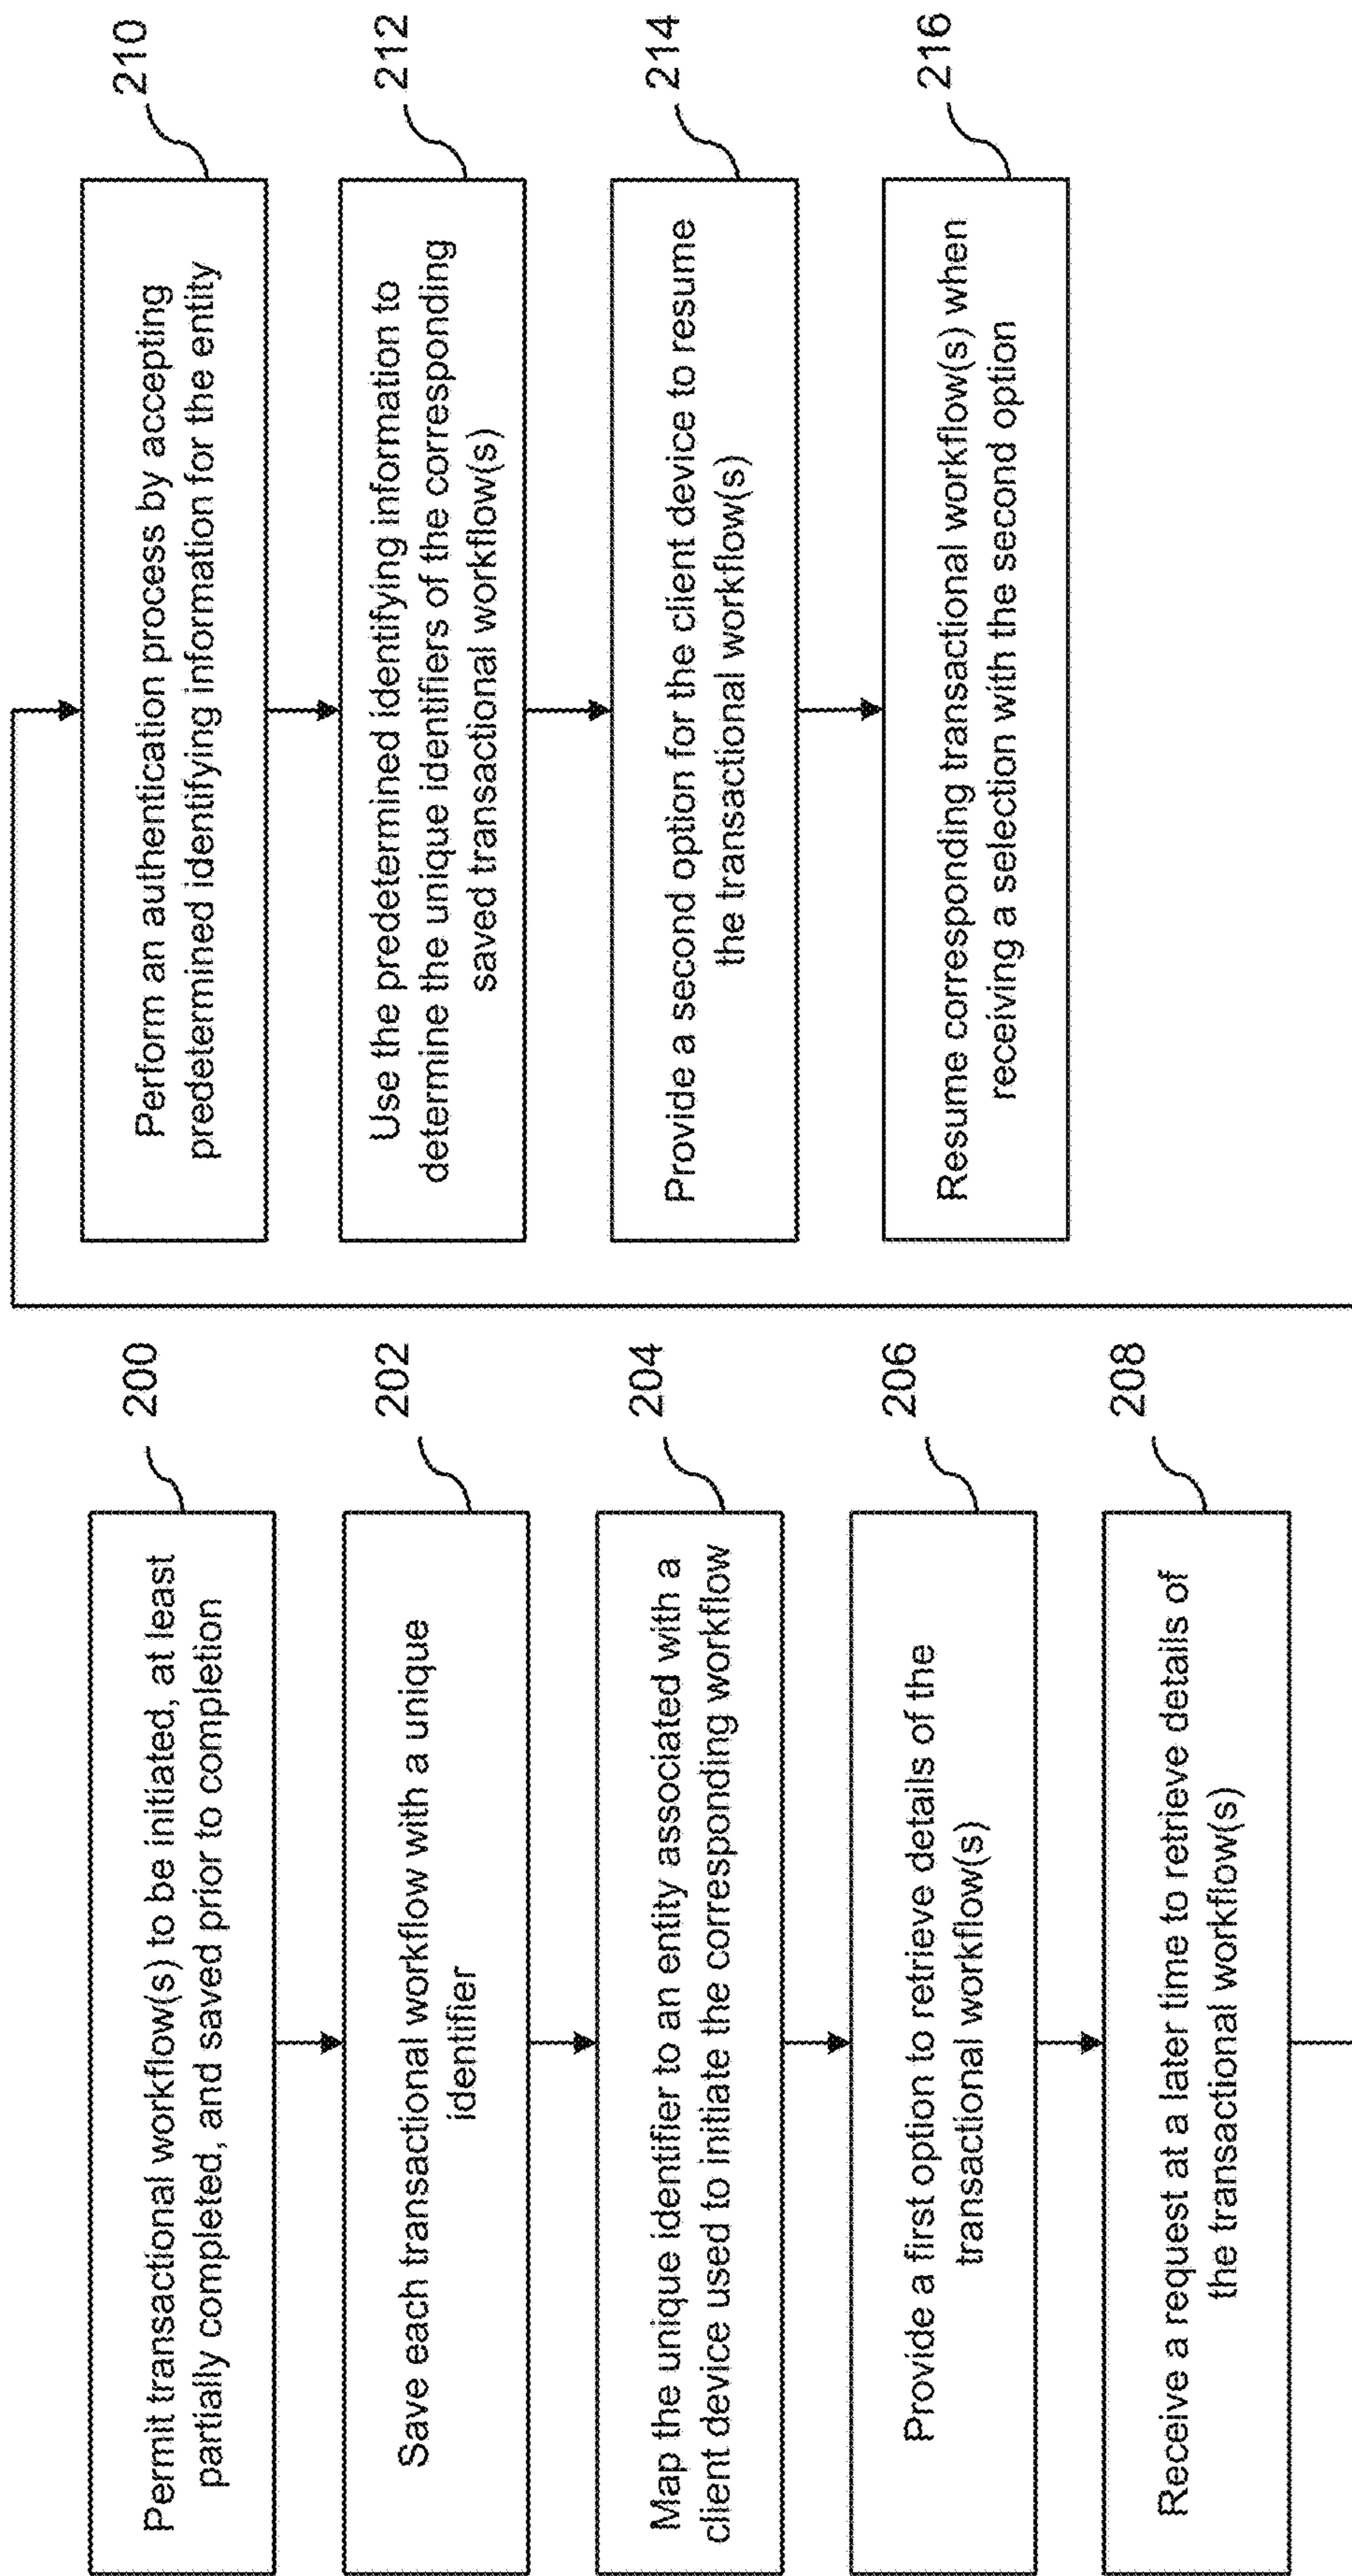 Permit transactional workflow(s) to be initiated, at least
partially completed, and saved prior to completion
200
Save each transactional workflow with a unique
identifier
202
Map the unique identifier to an entity associated with a
client device used to initiate the corresponding workflow
204
Provide a first option to retrieve details of the
transactional workflow(s)
206
Receive a request at a later time to retrieve details of
the transactional workflow(s)
208
Perform an authentication process by accepting
predetermined identifying information for the entity
210
Use the predetermined identifying information to
determine the unique identifiers of the corresponding
saved transactional workflow(s)
212
Provide a second option for the client device to resume
the transactional workflow(s)
214
Resume corresponding transactional workflow(s) when
receiving a selection with the second option
216